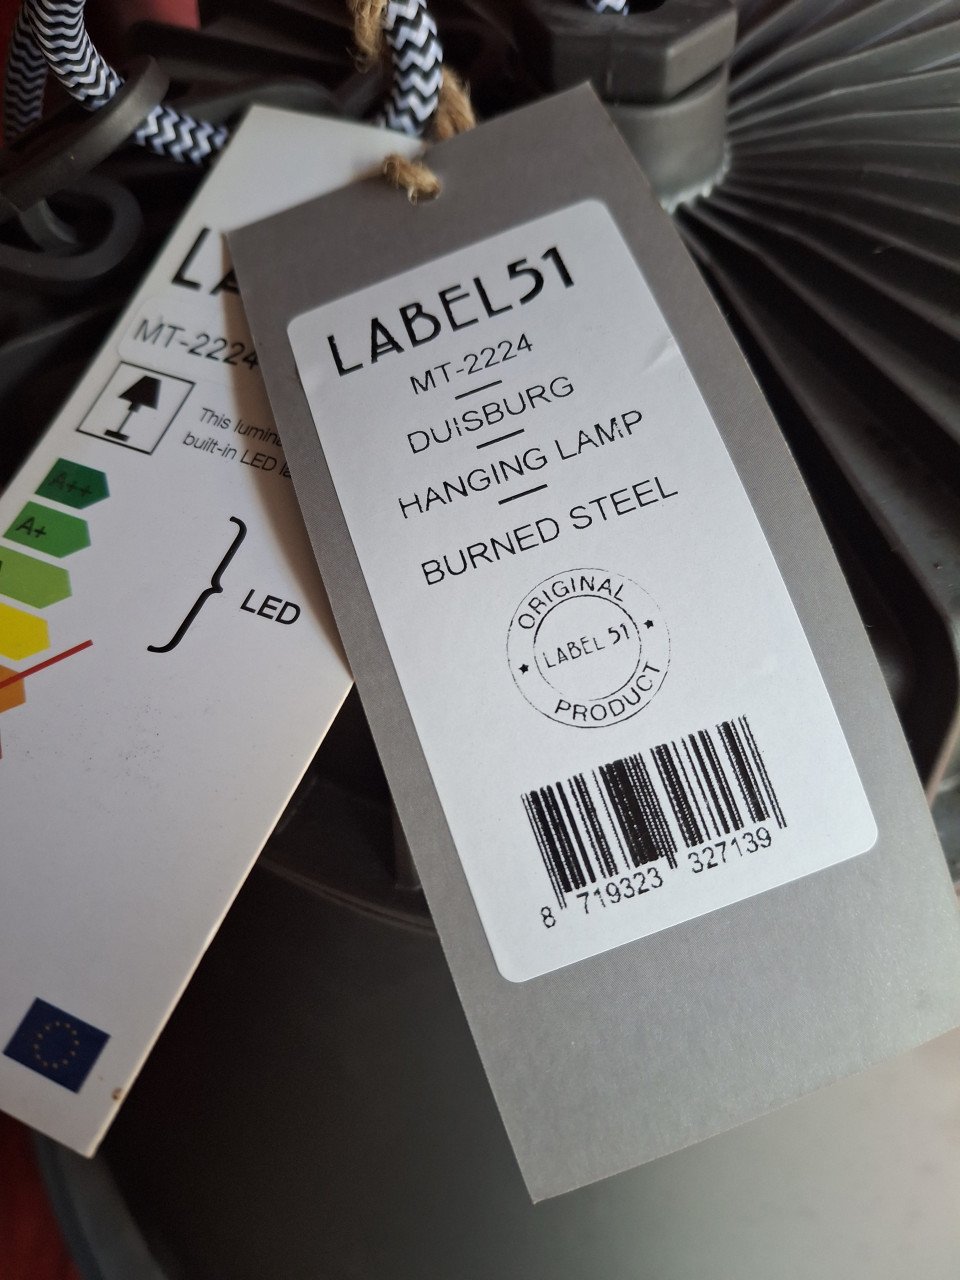 LABEL51
MT-2224
DUISBURG
HANGING LAMP
BURNED STEEL
ORIGINAL
LABEL 51
PRODUCT
8 719323 327139
LA
MT-2224
This
built-in LED
A++
A+
LED